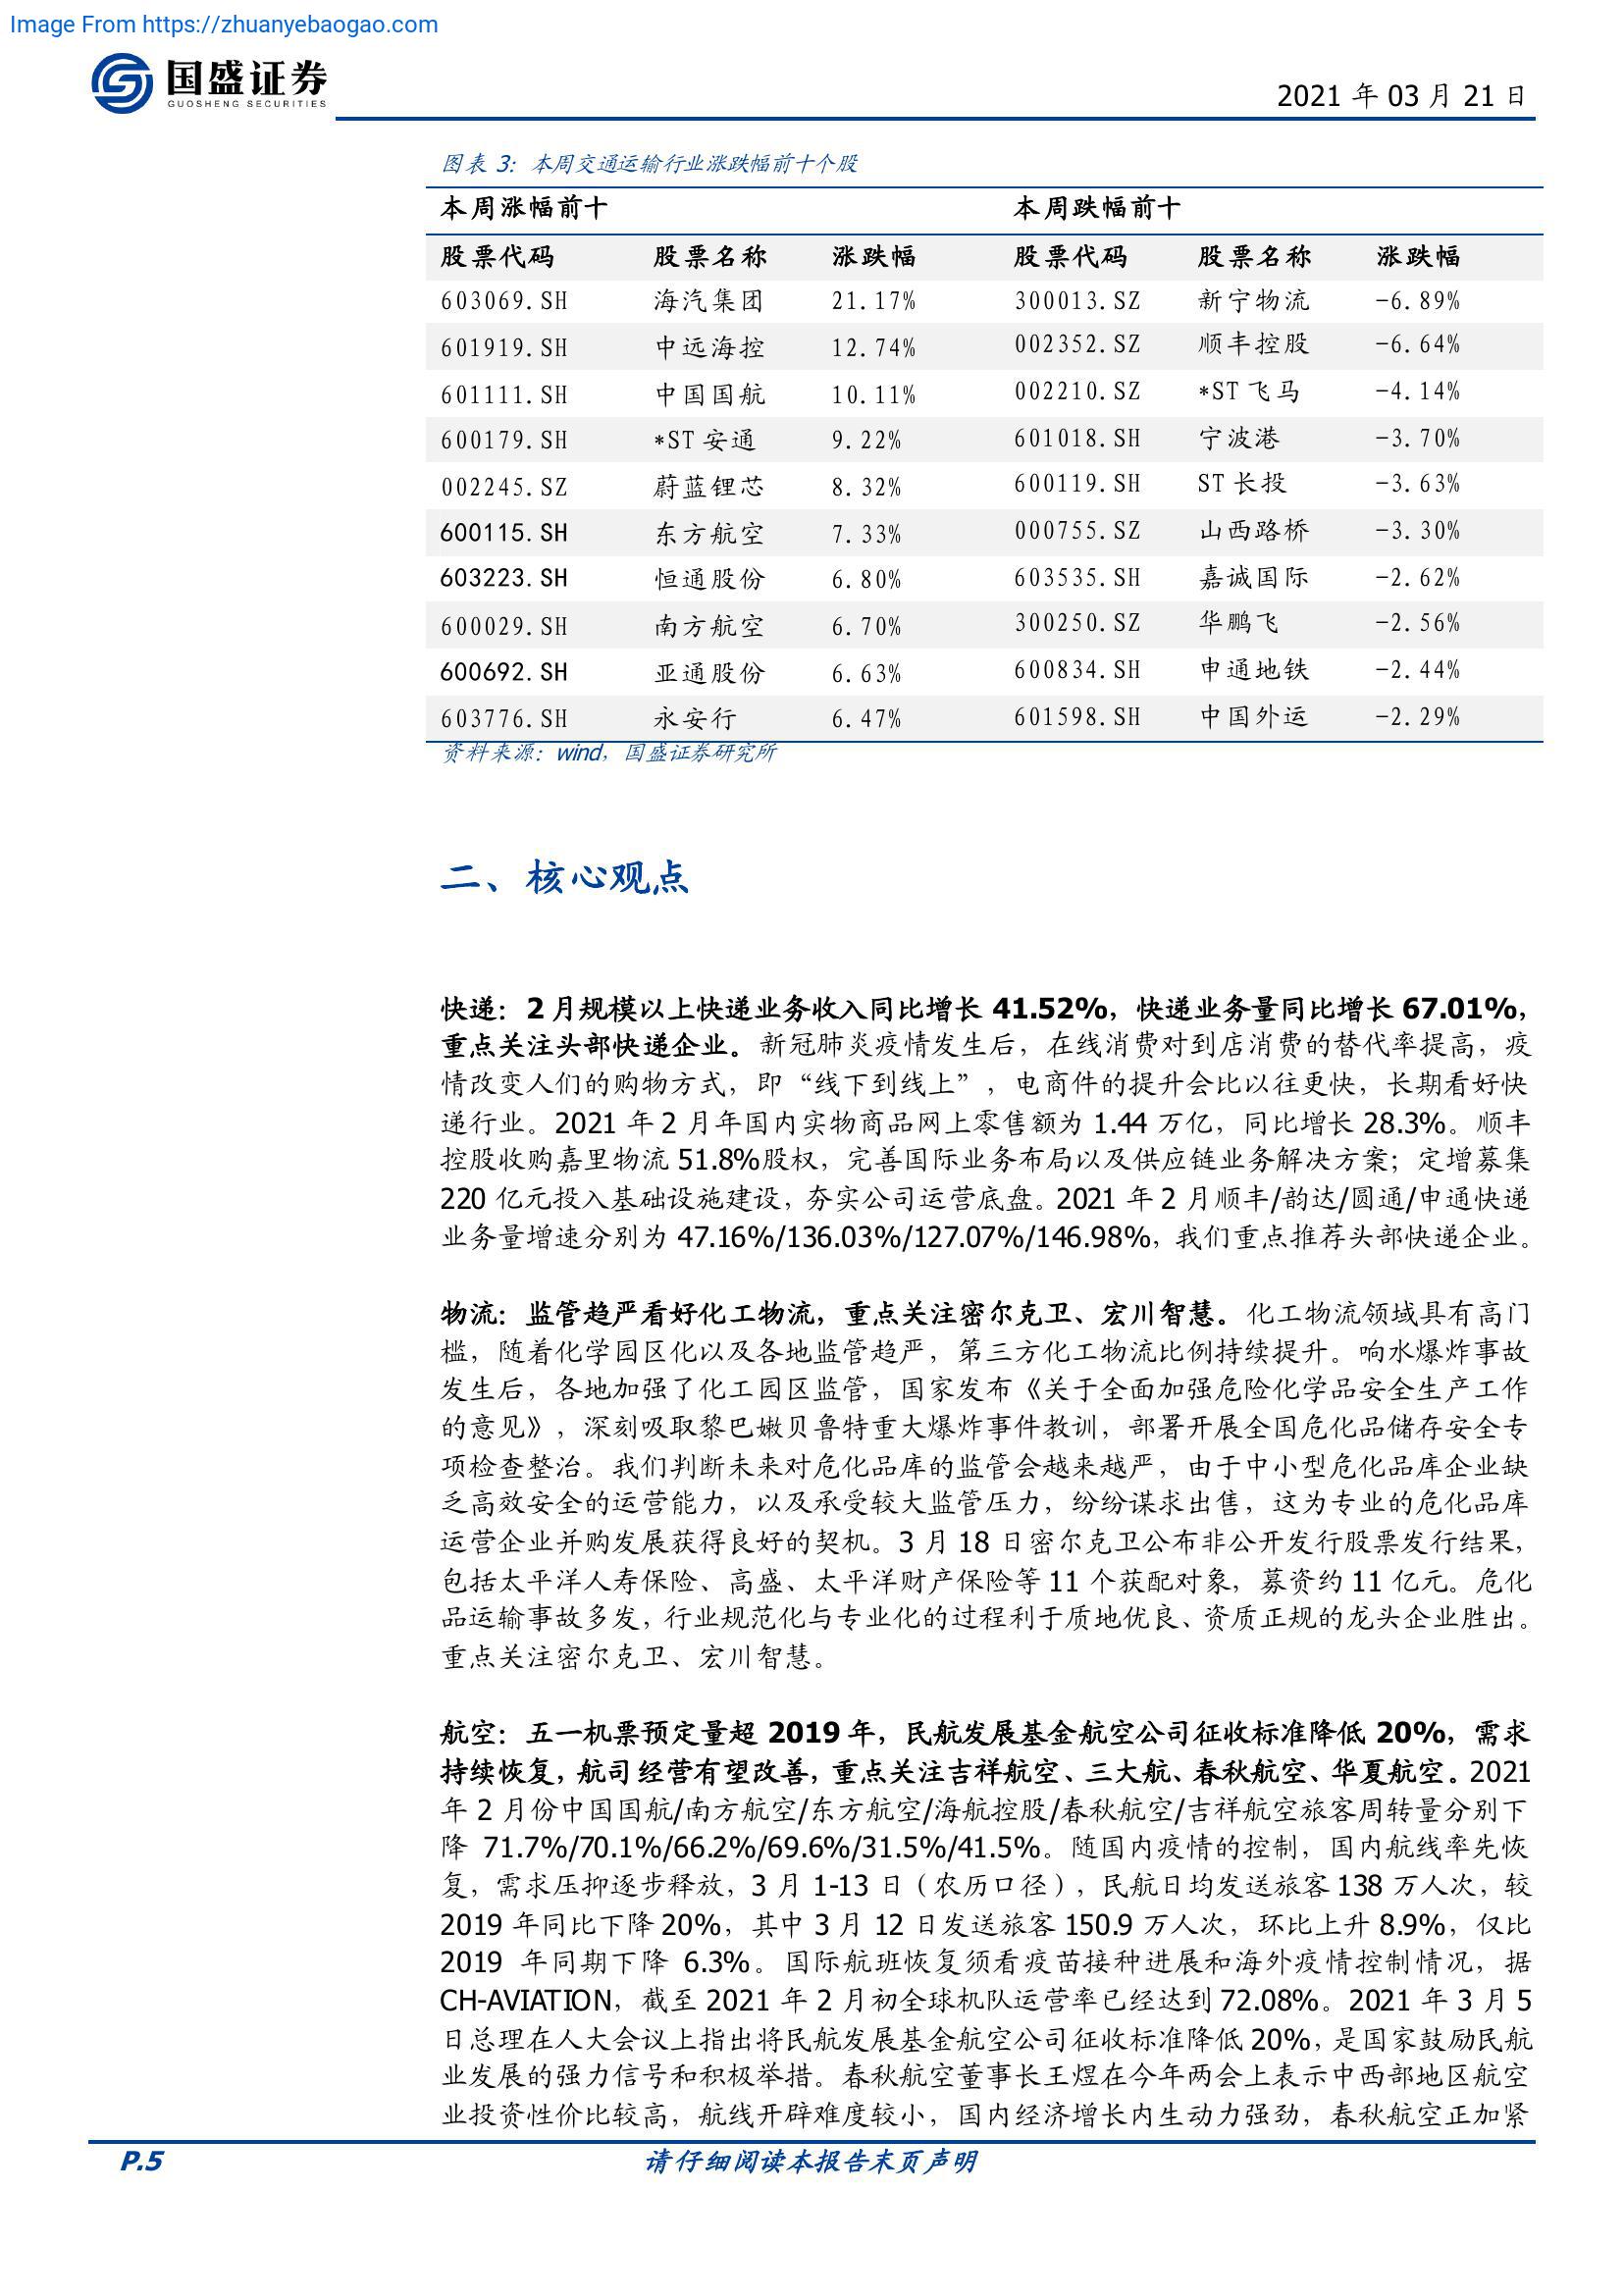 Image From https://zhuanyebaogao.com
国盛证券
GUOSHENG SECURITIES
2021 年 03 月 21 日
图表 3：本周交通运输行业涨跌幅前十个股
本周涨幅前十 本周跌幅前十
股票代码 股票名称 涨跌幅 股票代码 股票名称 涨跌幅
603069.SH 海汽集团 21.17% 300013.SZ 新宁物流 -6.89%
601919.SH 中远海控 12.74% 002352.SZ 顺丰控股 -6.64%
601111.SH 中国国航 10.11% 002210.SZ *ST 飞马 -4.14%
600179.SH *ST 安通 9.22% 601018.SH 宁波港 -3.70%
002245.SZ 蔚蓝锂芯 8.32% 600119.SH ST 长投 -3.63%
600115.SH 东方航空 7.33% 000755.SZ 山西路桥 -3.30%
603223.SH 恒通股份 6.80% 603535.SH 嘉诚国际 -2.62%
600029.SH 南方航空 6.70% 300250.SZ 华鹏飞 -2.56%
600692.SH 亚通股份 6.63% 600834.SH 申通地铁 -2.44%
603776.SH 永安行 6.47% 601598.SH 中国外运 -2.29%
资料来源：wind，国盛证券研究所
二、核心观点
快递：2 月规模以上快递业务收入同比增长 41.52%，快递业务量同比增长 67.01%，
重点关注头部快递企业。新冠肺炎疫情发生后，在线消费对到店消费的替代率提高，疫
情改变人们的购物方式，即“线下到线上”，电商件的提升会比以往更快，长期看好快
递行业。2021 年 2 月年国内实物商品网上零售额为 1.44 万亿，同比增长 28.3%。顺丰
控股收购嘉里物流 51.8%股权，完善国际业务布局以及供应链业务解决方案；定增募集
220 亿元投入基础设施建设，夯实公司运营底盘。2021 年 2 月顺丰/韵达/圆通/申通快递
业务量增速分别为 47.16%/136.03%/127.07%/146.98%，我们重点推荐头部快递企业。
物流：监管趋严看好化工物流，重点关注密尔克卫、宏川智慧。化工物流领域具有高门
槛，随着化学园区化以及各地监管趋严，第三方化工物流比例持续提升。响水爆炸事故
发生后，各地加强了化工园区监管，国家发布《关于全面加强危险化学品安全生产工作
的意见》，深刻吸取黎巴嫩贝鲁特重大爆炸事件教训，部署开展全国危化品储存安全专
项检查整治。我们判断未来对危化品库的监管会越来越严，由于中小型危化品库企业缺
乏高效安全的运营能力，以及承受较大监管压力，纷纷谋求出售，这为专业的危化品库
运营企业并购发展获得良好的契机。3 月 18 日密尔克卫公布非公开发行股票发行结果，
包括太平洋人寿保险、高盛、太平洋财产保险等 11 个获配对象，募资约 11 亿元。危化
品运输事故多发，行业规范化与专业化的过程利于质地优良、资质正规的龙头企业胜出。
重点关注密尔克卫、宏川智慧。
航空：五一机票预定量超 2019 年，民航发展基金航空公司征收标准降低 20%，需求
持续恢复，航司经营有望改善，重点关注吉祥航空、三大航、春秋航空、华夏航空。2021
年 2 月份中国国航/南方航空/东方航空/海航控股/春秋航空/吉祥航空旅客周转量分别下
降 71.7%/70.1%/66.2%/69.6%/31.5%/41.5%。随国内疫情的控制，国内航线率先恢
复，需求压抑逐步释放，3 月 1-13 日（农历口径），民航日均发送旅客 138 万人次，较
2019 年同比下降 20%，其中 3 月 12 日发送旅客 150.9 万人次，环比上升 8.9%，仅比
2019 年同期下降 6.3%。国际航班恢复须看疫苗接种进展和海外疫情控制情况，据
CH-AVIATION，截至 2021 年 2 月初全球机队运营率已经达到 72.08%。2021 年 3 月 5
日总理在人大会议上指出将民航发展基金航空公司征收标准降低 20%，是国家鼓励民航
业发展的强力信号和积极举措。春秋航空董事长王煜在今年两会上表示中西部地区航空
业投资性价比较高，航线开辟难度较小，国内经济增长内生动力强劲，春秋航空正加紧
P.5 请仔细阅读本报告末页声明